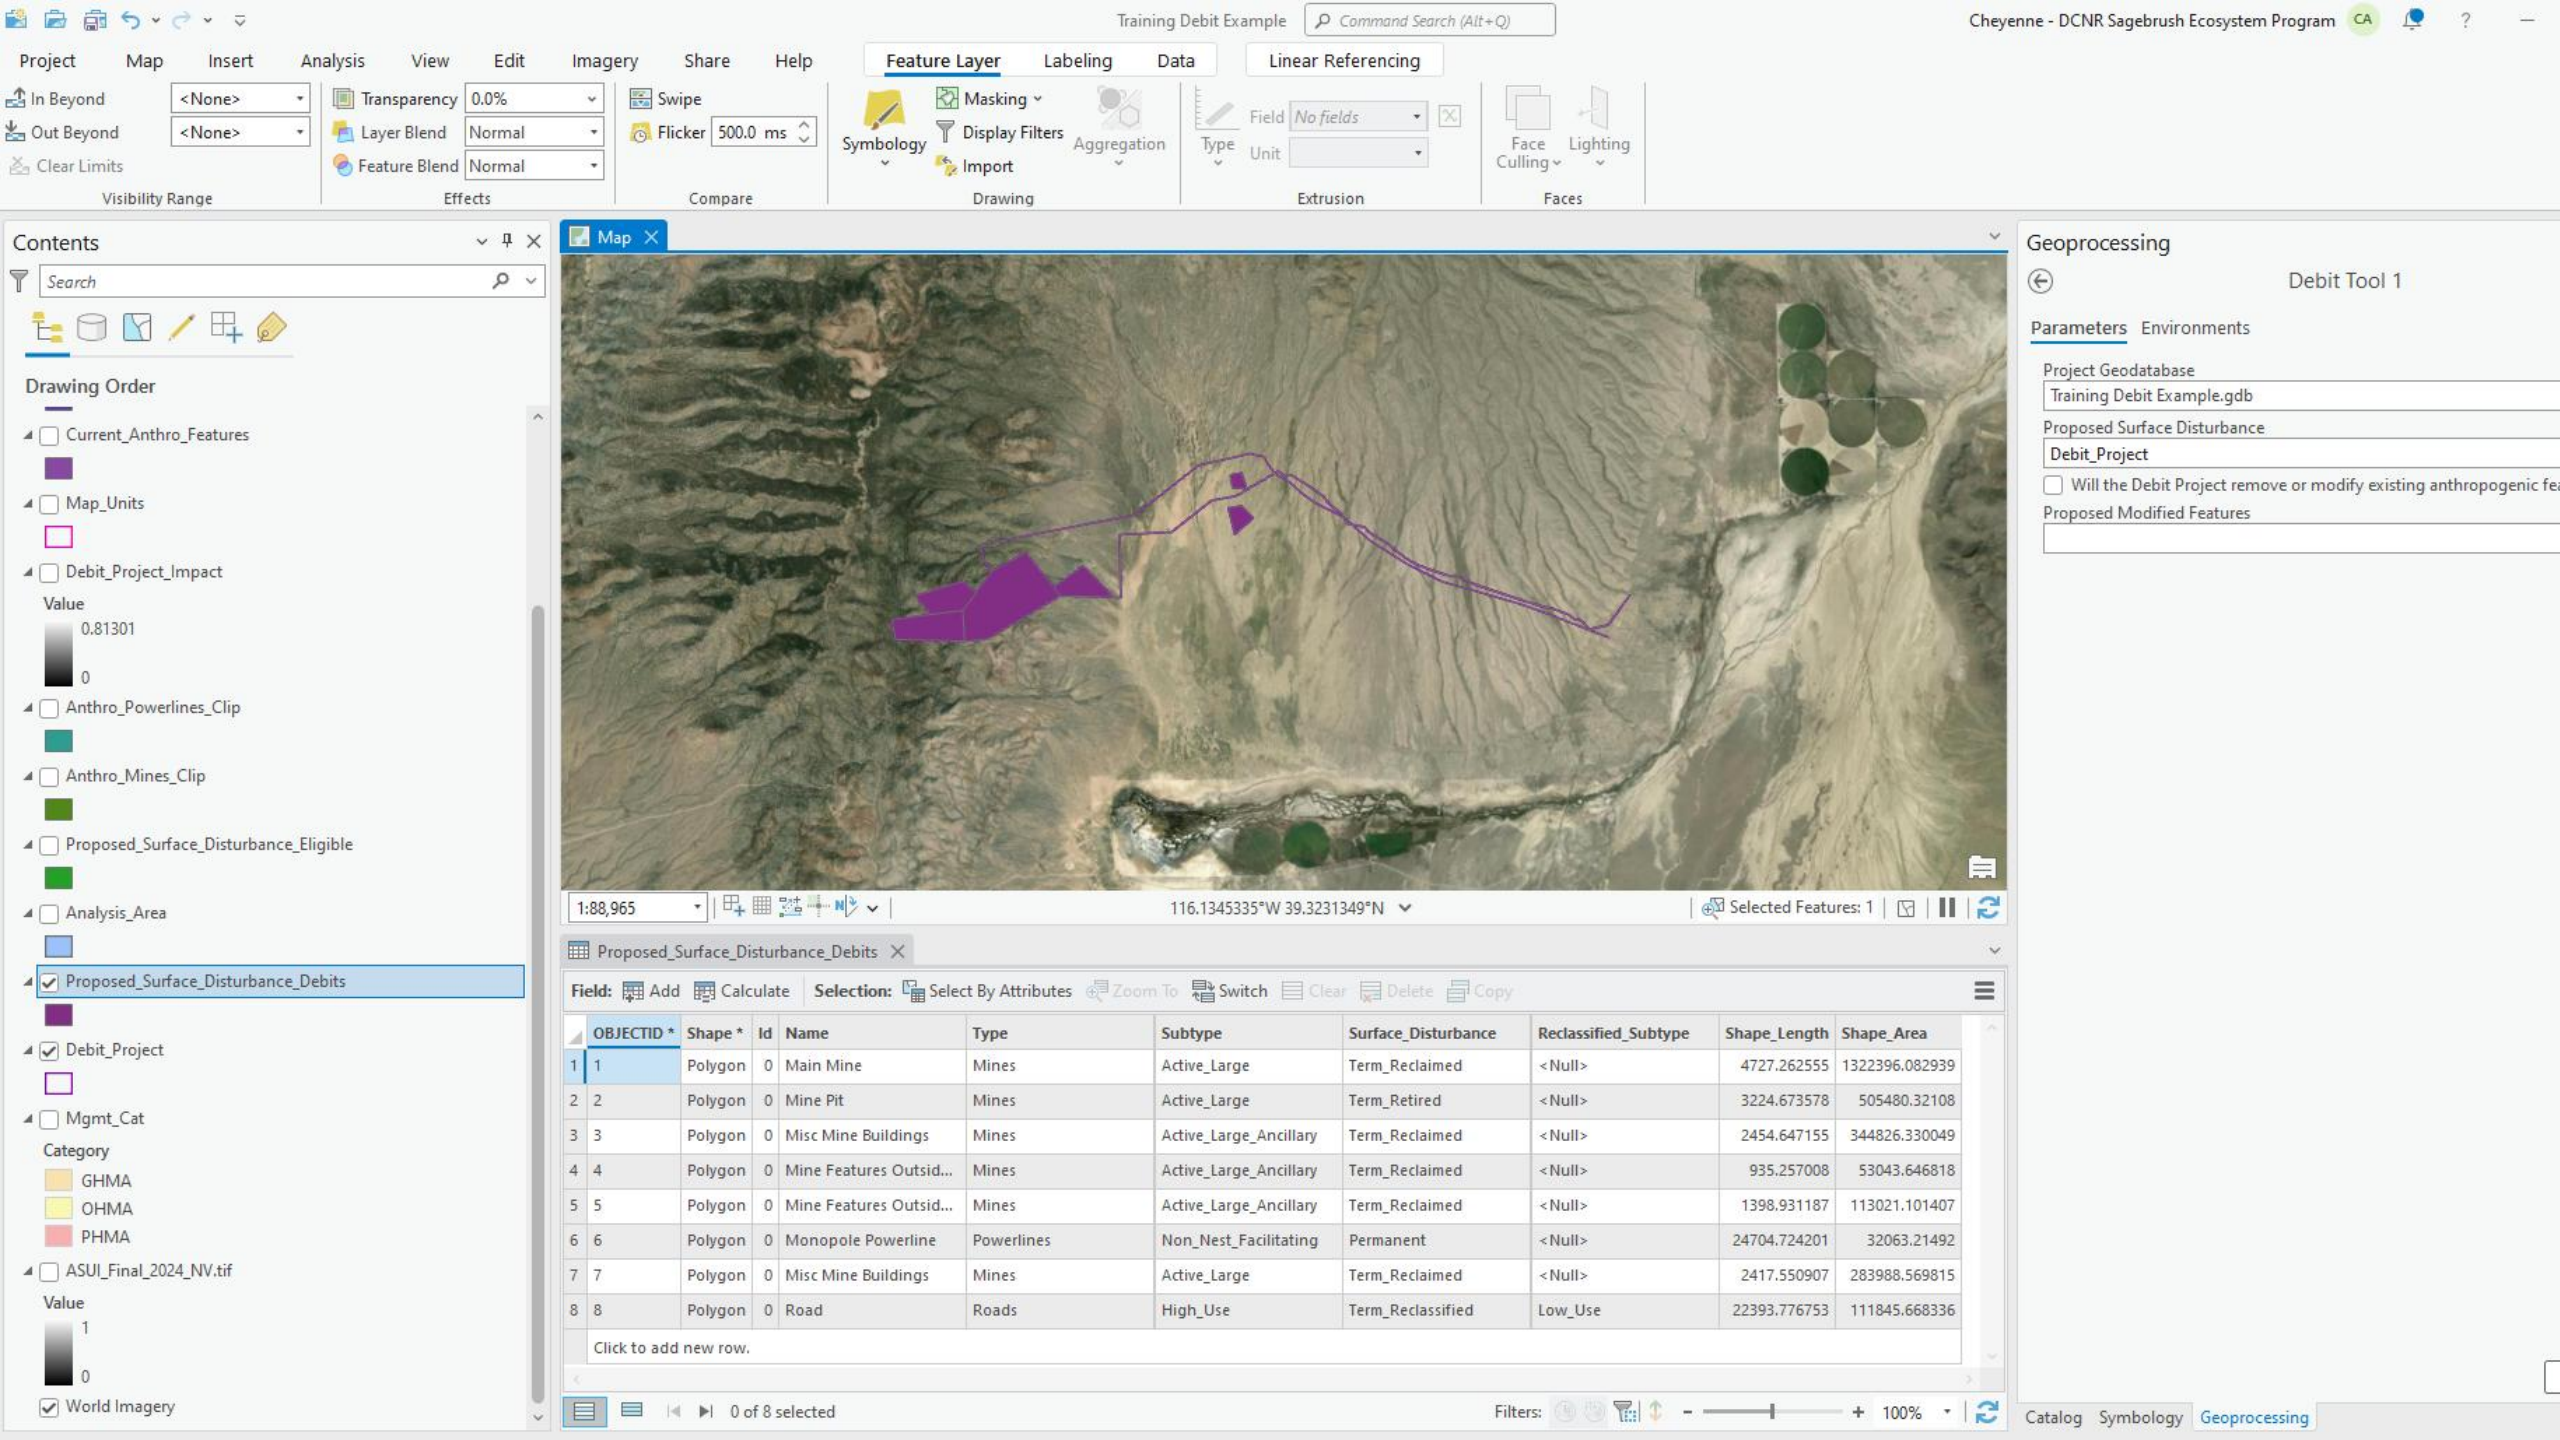 Training Debit Example
Command Search (Alt+Q)
Cheyenne - DCNR Sagebrush Ecosystem Program
CA
?
Project Map Insert Analysis View Edit Imagery Share Help Feature Layer Labeling Data Linear Referencing
In Beyond <None>
Out Beyond <None>
Clear Limits
Visibility Range
Transparency 0.0%
Layer Blend Normal
Feature Blend Normal
Effects
Swipe
Flicker 500.0 ms
Compare
Symbology
Masking
Display Filters
Import
Aggregation
Drawing
Type
Field No fields
Unit
Extrusion
Face Culling
Lighting
Faces
Contents
Search
Drawing Order
Current_Anthro_Features
Map_Units
Debit_Project_Impact
Value
0.81301
0
Anthro_Powerlines_Clip
Anthro_Mines_Clip
Proposed_Surface_Disturbance_Eligible
Analysis_Area
Proposed_Surface_Disturbance_Debits
Debit_Project
Mgmt_Cat
Category
GHMA
OHMA
PHMA
ASUI_Final_2024_NV.tif
Value
1
0
World Imagery
Map
1:88,965
116.1345335°W 39.3231349°N
Selected Features: 1
Proposed_Surface_Disturbance_Debits
Field: Add Calculate Selection: Select By Attributes Zoom To Switch Clear Delete Copy
OBJECTID * Shape * Id Name Type Subtype Surface_Disturbance Reclassified_Subtype Shape_Length Shape_Area
1 1 Polygon 0 Main Mine Mines Active_Large Term_Reclaimed <Null> 4727.262555 1322396.082939
2 2 Polygon 0 Mine Pit Mines Active_Large Term_Retired <Null> 3224.673578 505480.32108
3 3 Polygon 0 Misc Mine Buildings Mines Active_Large_Ancillary Term_Reclaimed <Null> 2454.647155 344826.330049
4 4 Polygon 0 Mine Features Outsid... Mines Active_Large_Ancillary Term_Reclaimed <Null> 935.257008 53043.646818
5 5 Polygon 0 Mine Features Outsid... Mines Active_Large_Ancillary Term_Reclaimed <Null> 1398.931187 113021.101407
6 6 Polygon 0 Monopole Powerline Powerlines Non_Nest_Facilitating Permanent <Null> 24704.724201 32063.21492
7 7 Polygon 0 Misc Mine Buildings Mines Active_Large Term_Reclaimed <Null> 2417.550907 283988.569815
8 8 Polygon 0 Road Roads High_Use Term_Reclassified Low_Use 22393.776753 111845.668336
Click to add new row.
0 of 8 selected
Filters:
- + 100%
Geoprocessing
Debit Tool 1
Parameters Environments
Project Geodatabase
Training Debit Example.gdb
Proposed Surface Disturbance
Debit_Project
Will the Debit Project remove or modify existing anthropogenic fea
Proposed Modified Features
Catalog Symbology Geoprocessing